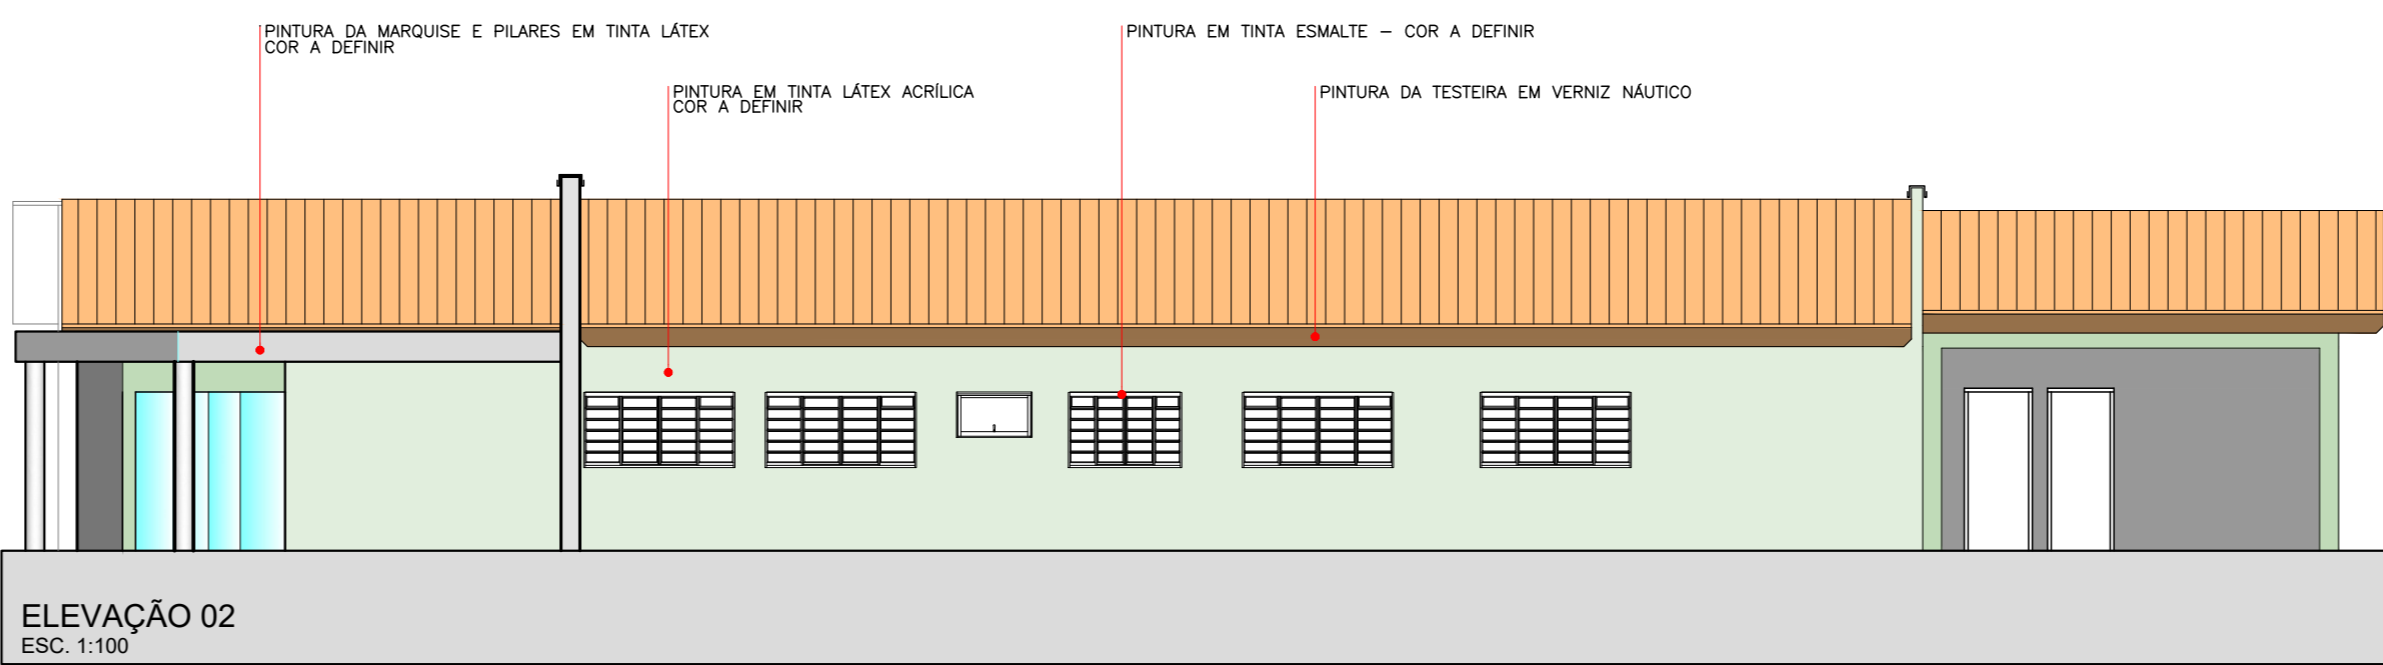 PINTURA DA MARQUISE E PILARES EM TINTA LÁTEX
COR A DEFINIR
PINTURA EM TINTA ESMALTE – COR A DEFINIR
PINTURA EM TINTA LÁTEX ACRÍLICA
COR A DEFINIR
PINTURA DA TESTEIRA EM VERNIZ NÁUTICO
ELEVAÇÃO 02
ESC. 1:100